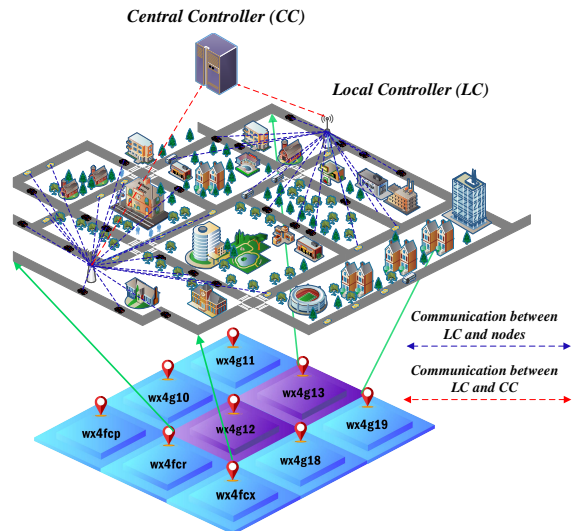 Central Controller (CC)
Local Controller (LC)
Communication between
LC and nodes
Communication between
LC and CC
wx4g11
wx4g10
wx4g13
wx4fcp
wx4g12
wx4g19
wx4fcr
wx4g18
wx4fcx